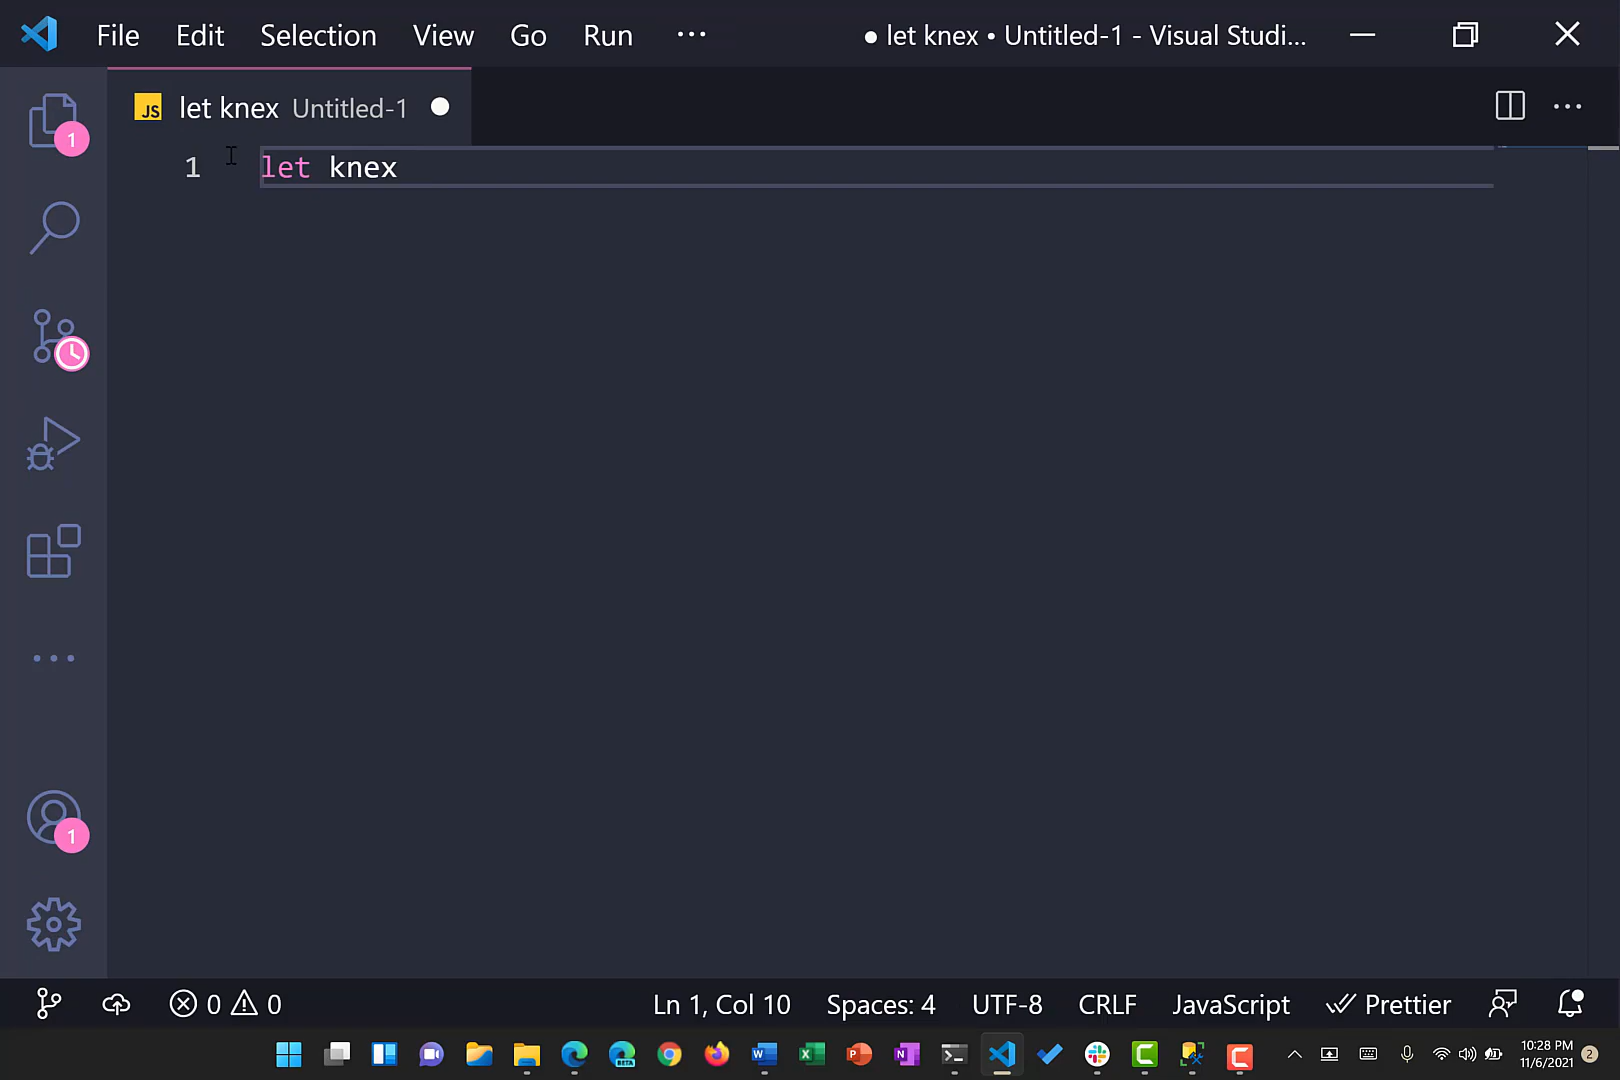 File Edit Selection View Go Run ··· ● let knex • Untitled-1 - Visual Studi...
JS let knex Untitled-1
1
1 let knex
1
0 0 Ln 1, Col 10 Spaces: 4 UTF-8 CRLF JavaScript Prettier
BETA W X P N C C
10:28 PM
11/6/2021
2